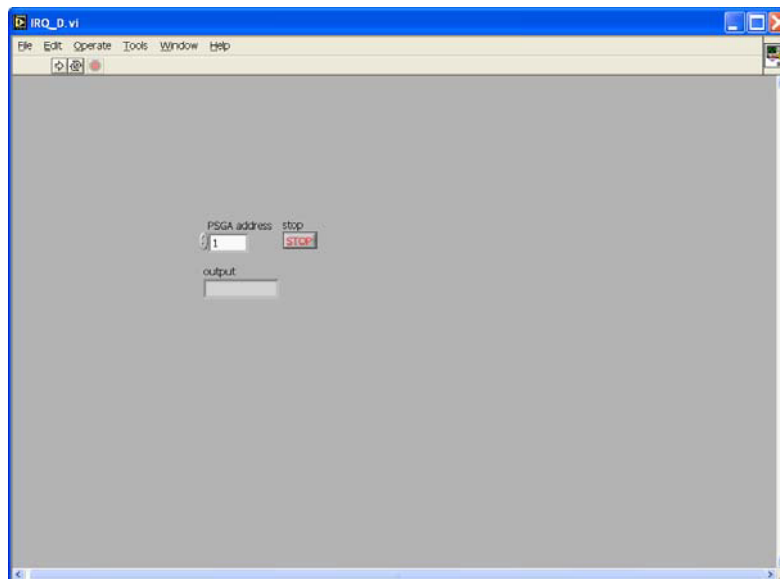 IRQ_D.vi
File Edit Operate Tools Window Help
PSGA address stop
1 STOP
output